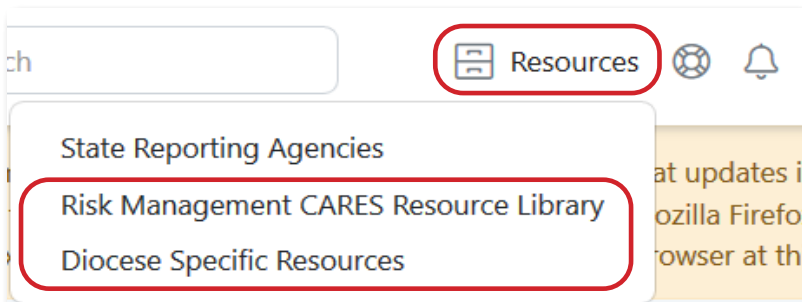 ch
Resources
State Reporting Agencies
at updates i
Risk Management CARES Resource Library
ozilla Firefo
Diocese Specific Resources
rowser at th